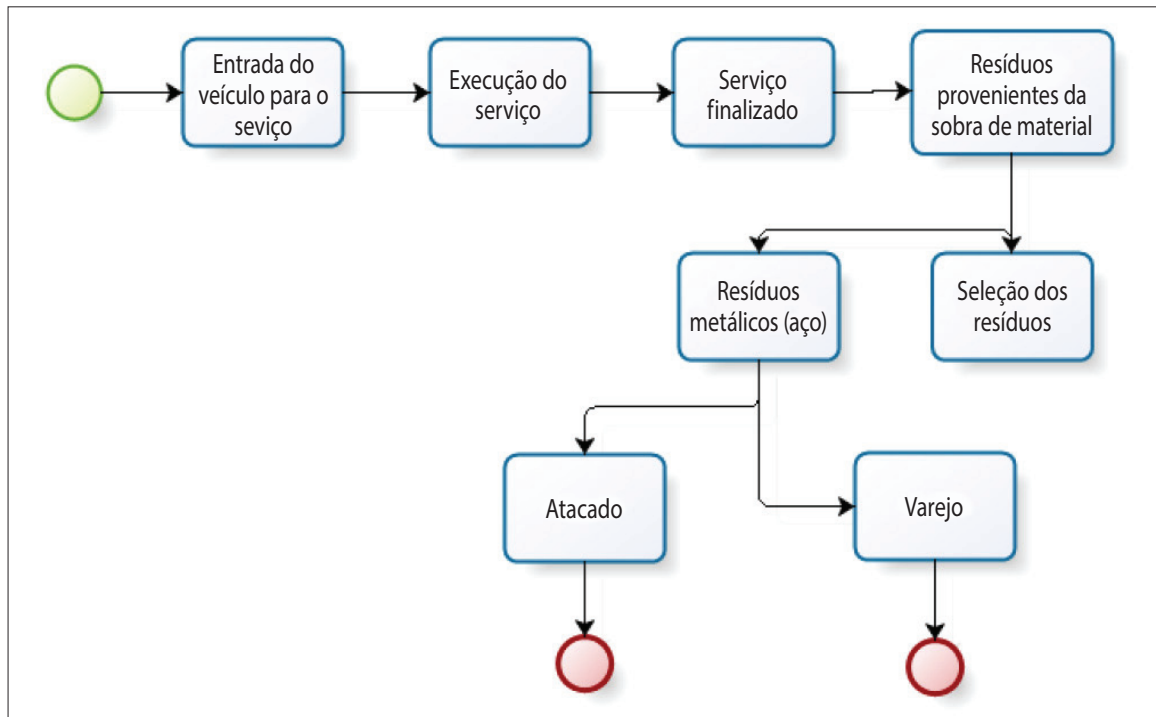 Entrada do
veículo para o
seviço
Execução do
serviço
Serviço
finalizado
Resíduos
provenientes da
sobra de material
Resíduos
metálicos (aço)
Seleção dos
resíduos
Atacado
Varejo